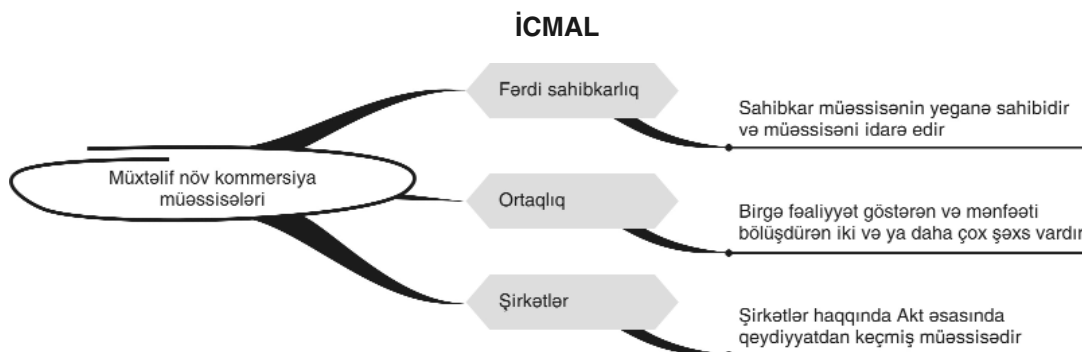 İCMAL
Fərdi sahibkarlıq
Sahibkar müəssisənin yeganə sahibidir
və müəssisəni idarə edir
Müxtəlif növ kommersiya
müəssisələri
Ortaqlıq
Birgə fəaliyyət göstərən və mənfəəti
bölüşdürən iki və ya daha çox şəxs vardır
Şirkətlər
Şirkətlər haqqında Akt əsasında
qeydiyyatdan keçmiş müəssisədir